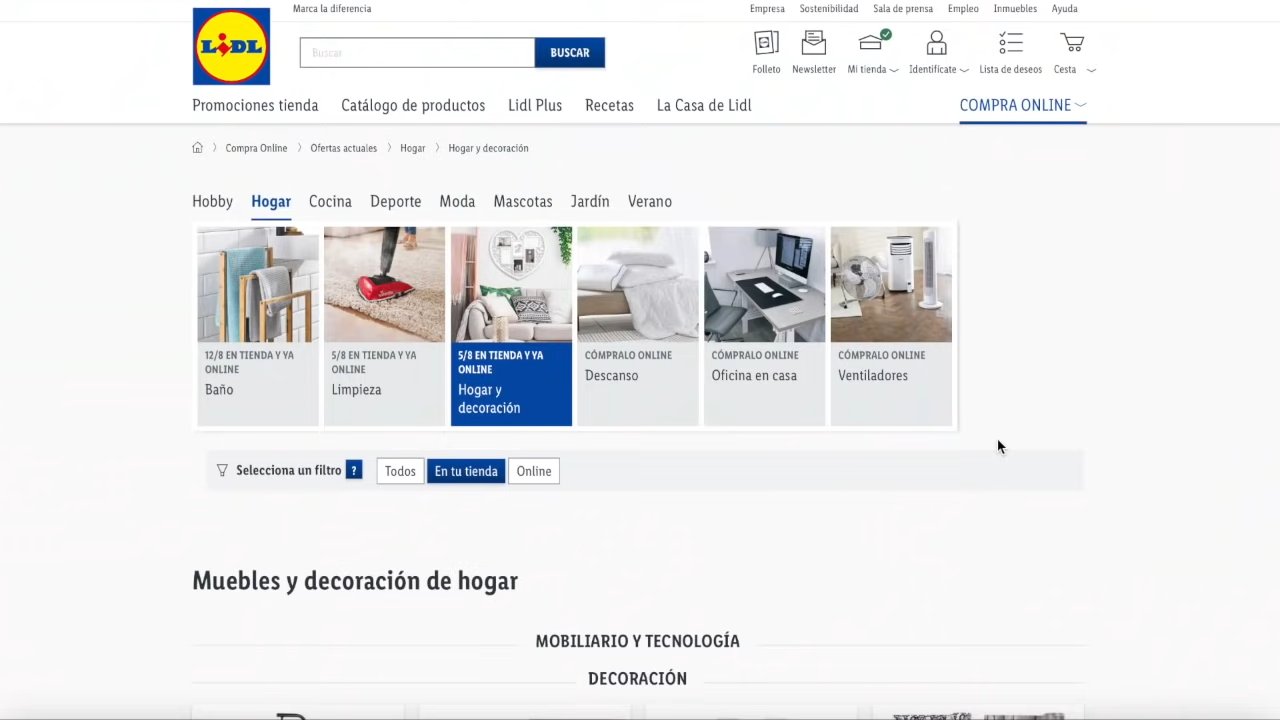 Marca la diferencia
Empresa Sostenibilidad Sala de prensa Empleo Inmuebles Ayuda
LIDL
Buscar
BUSCAR
Folleto Newsletter Mi tienda Identifícate Lista de deseos Cesta
Promociones tienda Catálogo de productos Lidl Plus Recetas La Casa de Lidl COMPRA ONLINE
Compra Online Ofertas actuales Hogar Hogar y decoración
Hobby Hogar Cocina Deporte Moda Mascotas Jardín Verano
12/8 EN TIENDA Y YA
ONLINE
Baño
5/8 EN TIENDA Y YA
ONLINE
Limpieza
5/8 EN TIENDA Y YA
ONLINE
Hogar y
decoración
CÓMPRALO ONLINE
Descanso
CÓMPRALO ONLINE
Oficina en casa
CÓMPRALO ONLINE
Ventiladores
Selecciona un filtro ? Todos En tu tienda Online
Muebles y decoración de hogar
MOBILIARIO Y TECNOLOGÍA
DECORACIÓN